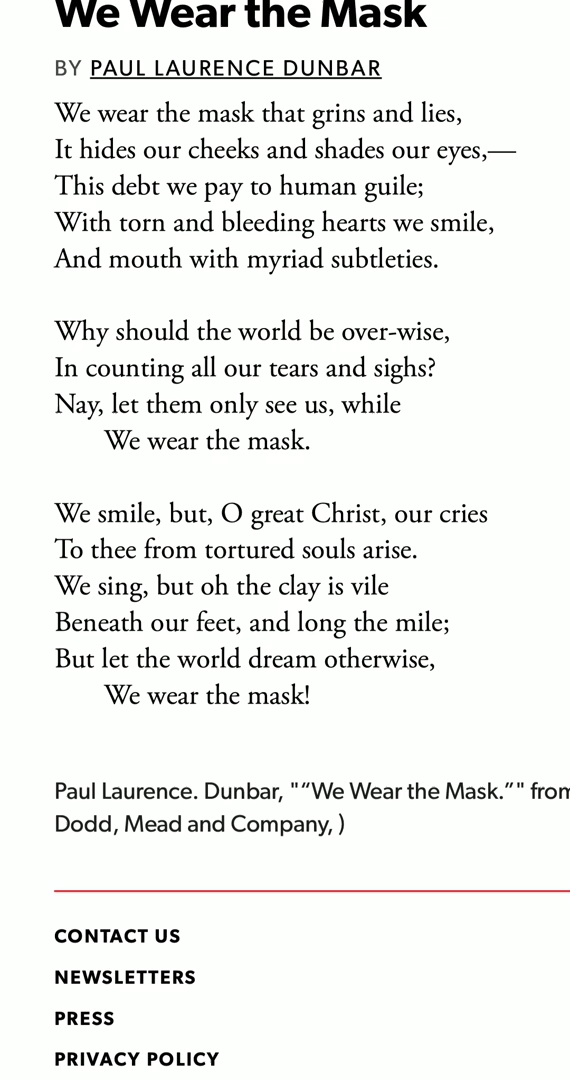 We Wear the Mask
BY PAUL LAURENCE DUNBAR
We wear the mask that grins and lies,
It hides our cheeks and shades our eyes,—
This debt we pay to human guile;
With torn and bleeding hearts we smile,
And mouth with myriad subtleties.
Why should the world be over-wise,
In counting all our tears and sighs?
Nay, let them only see us, while
We wear the mask.
We smile, but, O great Christ, our cries
To thee from tortured souls arise.
We sing, but oh the clay is vile
Beneath our feet, and long the mile;
But let the world dream otherwise,
We wear the mask!
Paul Laurence. Dunbar, "“We Wear the Mask.”" from
Dodd, Mead and Company, )
CONTACT US
NEWSLETTERS
PRESS
PRIVACY POLICY